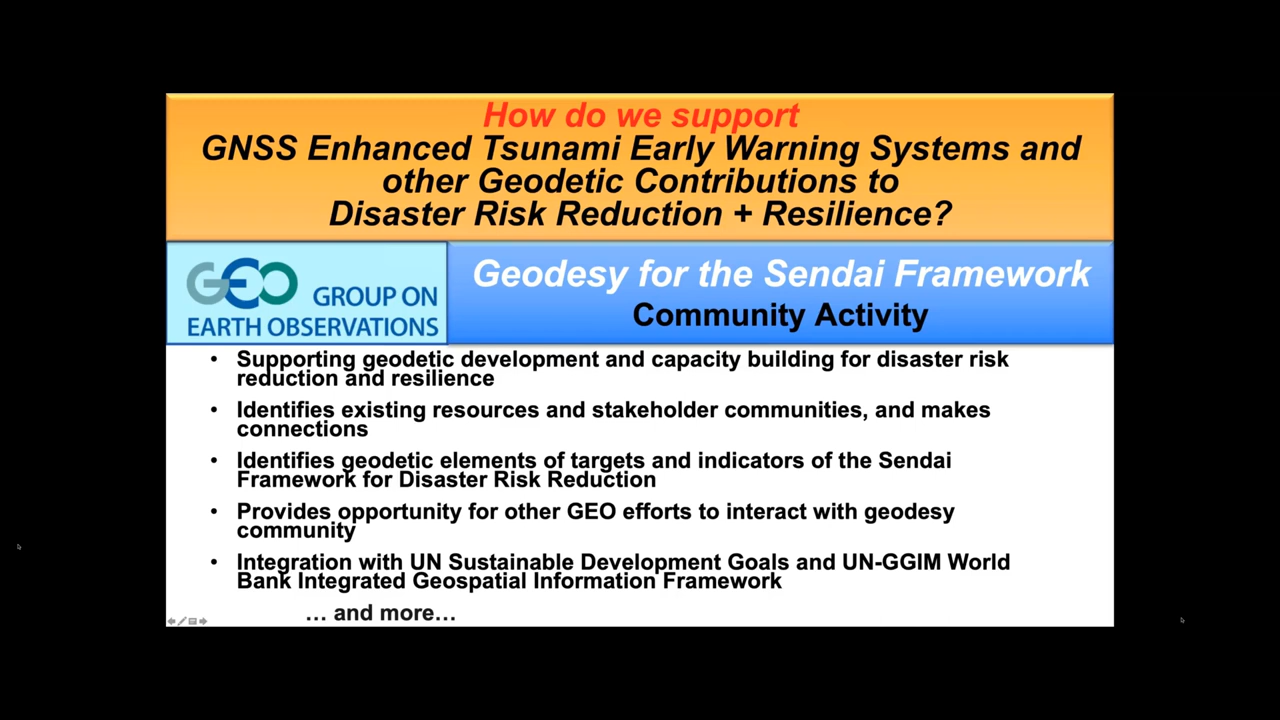 How do we support
GNSS Enhanced Tsunami Early Warning Systems and
other Geodetic Contributions to
Disaster Risk Reduction + Resilience?
GEO GROUP ON
EARTH OBSERVATIONS
Geodesy for the Sendai Framework
Community Activity
• Supporting geodetic development and capacity building for disaster risk
reduction and resilience
• Identifies existing resources and stakeholder communities, and makes
connections
• Identifies geodetic elements of targets and indicators of the Sendai
Framework for Disaster Risk Reduction
• Provides opportunity for other GEO efforts to interact with geodesy
community
• Integration with UN Sustainable Development Goals and UN-GGIM World
Bank Integrated Geospatial Information Framework
… and more…